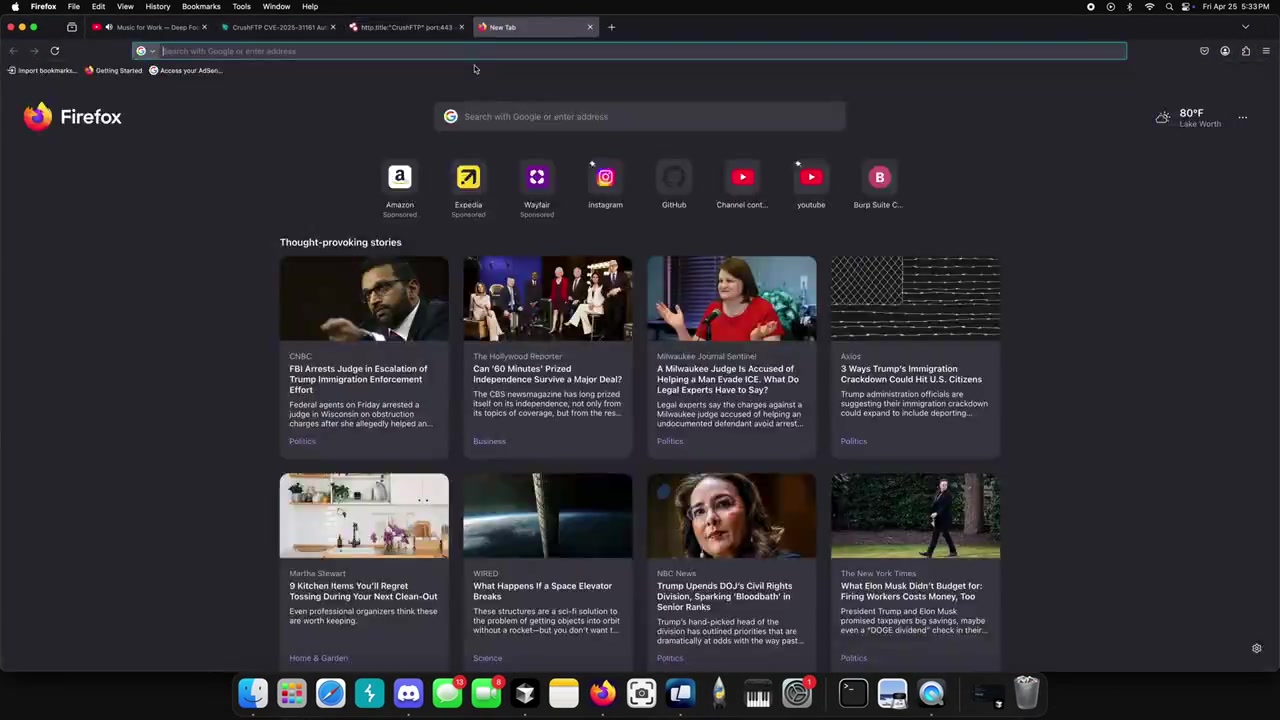 Firefox File Edit View History Bookmarks Tools Window Help
Fri Apr 25 5:33PM
Music for Work — Deep Fo...
CrushFTP CVE-2025-31161 Au...
http.title:"CrushFTP" port:443
New Tab
Search with Google or enter address
Import bookmarks...
Getting Started
Access your AdSen...
Firefox
Search with Google or enter address
80°F
Lake Worth
Amazon
Sponsored
Expedia
Sponsored
Wayfair
Sponsored
instagram
GitHub
Channel cont...
youtube
B
Burp Suite C...
Thought-provoking stories
CNBC
FBI Arrests Judge in Escalation of
Trump Immigration Enforcement
Effort
Federal agents on Friday arrested a
judge in Wisconsin on obstruction
charges after she allegedly helped an...
Politics
The Hollywood Reporter
Can '60 Minutes' Prized
Independence Survive a Major Deal?
The CBS newsmagazine has long prized
itself on its independence, not only from
its topics of coverage, but from the res...
Business
Milwaukee Journal Sentinel
A Milwaukee Judge Is Accused of
Helping a Man Evade ICE. What Do
Legal Experts Have to Say?
Legal experts say the charges against a
Milwaukee judge accused of helping an
undocumented defendant avoid arrest...
Politics
Axios
3 Ways Trump's Immigration
Crackdown Could Hit U.S. Citizens
Trump administration officials are
suggesting their immigration crackdown
could expand to include deporting...
Politics
Martha Stewart
9 Kitchen Items You'll Regret
Tossing During Your Next Clean-Out
Even professional organizers think these
are worth keeping.
Home & Garden
WIRED
What Happens If a Space Elevator
Breaks
These structures are a sci-fi solution to
the problem of getting objects into orbit
without a rocket—but you don't want t...
Science
NBC News
Trump Upends DOJ's Civil Rights
Division, Sparking 'Bloodbath' in
Senior Ranks
Trump's hand-picked head of the
division has outlined priorities that are
dramatically at odds with the way past...
Politics
The New York Times
What Elon Musk Didn't Budget for:
Firing Workers Costs Money, Too
President Trump and Elon Musk
promised taxpayers big savings, maybe
even a "DOGE dividend" check in their...
Politics
13
8
1